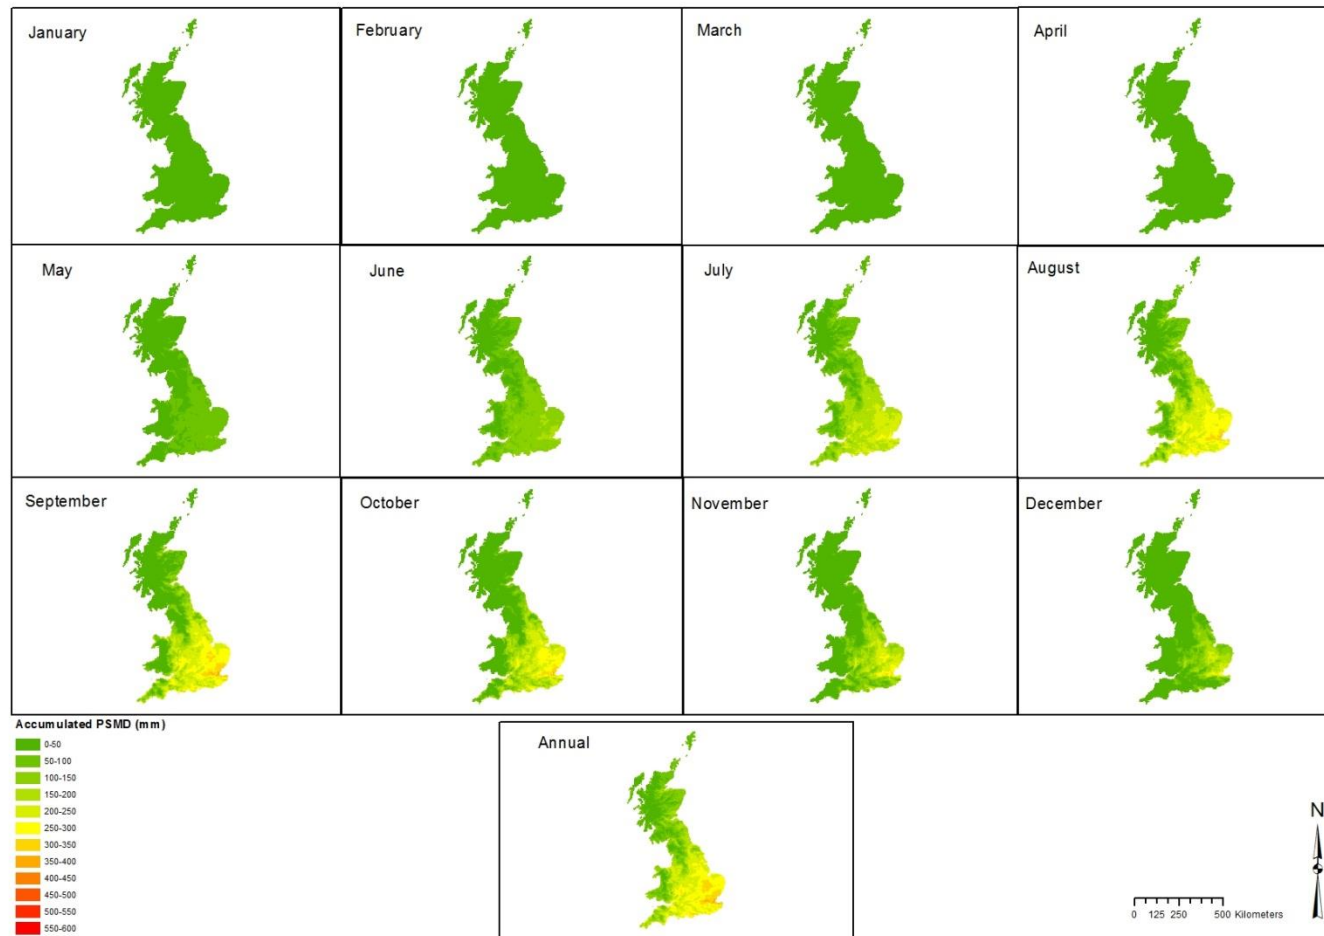 January
February
March
April
May
June
July
August
September
October
November
December
Accumulated PSMD (mm)
0-50
50-100
100-150
150-200
200-250
250-300
300-350
350-400
400-450
450-500
500-550
550-600
Annual
N
0 125 250 500 Kilometers